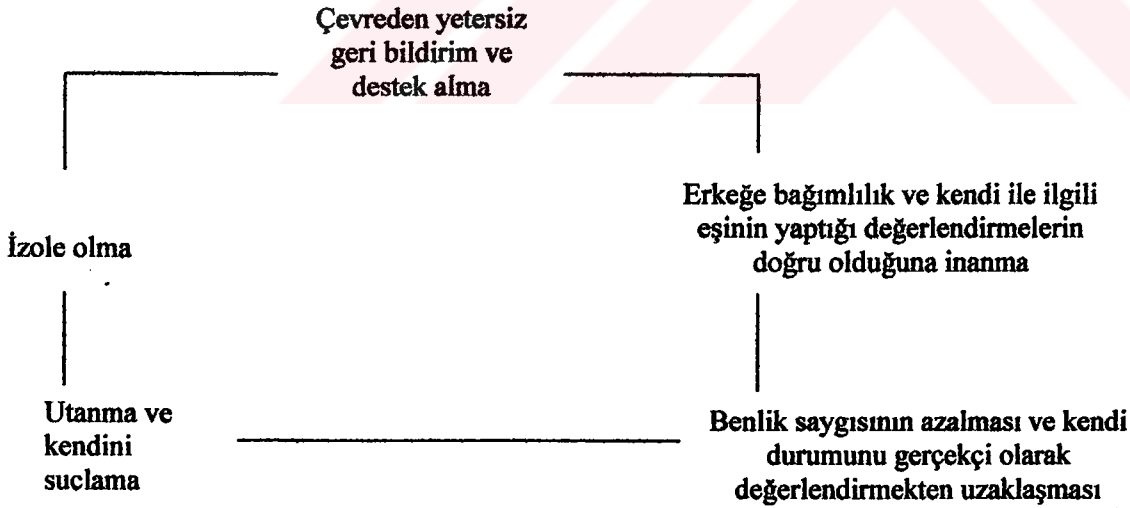 Çevreden yetersiz
geri bildirim ve
destek alma
Erkeğe bağımlılık ve kendi ile ilgili
eşinin yaptığı değerlendirmelerin
doğru olduğuna inanma
İzole olma
Utanma ve
kendini
suclama
Benlik saygısının azalması ve kendi
durumunu gerçekçi olarak
değerlendirmekten uzaklaşması